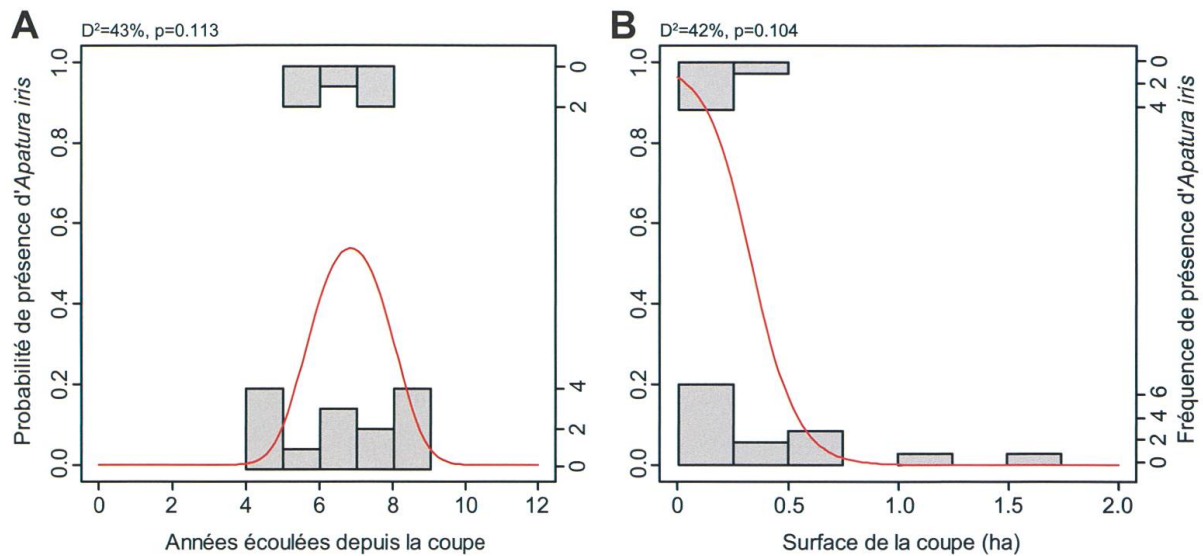 A
D²=43%, p=0.113
Probabilité de présence d'Apatura iris
1.0
0.8
0.6
0.4
0.2
0.0
0
2
4
2
0
0 2 4 6 8 10 12
Années écoulées depuis la coupe
B
D²=42%, p=0.104
1.0
0.8
0.6
0.4
0.2
0.0
0
2
4
6
4
2
0
Fréquence de présence d'Apatura iris
0 0.5 1.0 1.5 2.0
Surface de la coupe (ha)